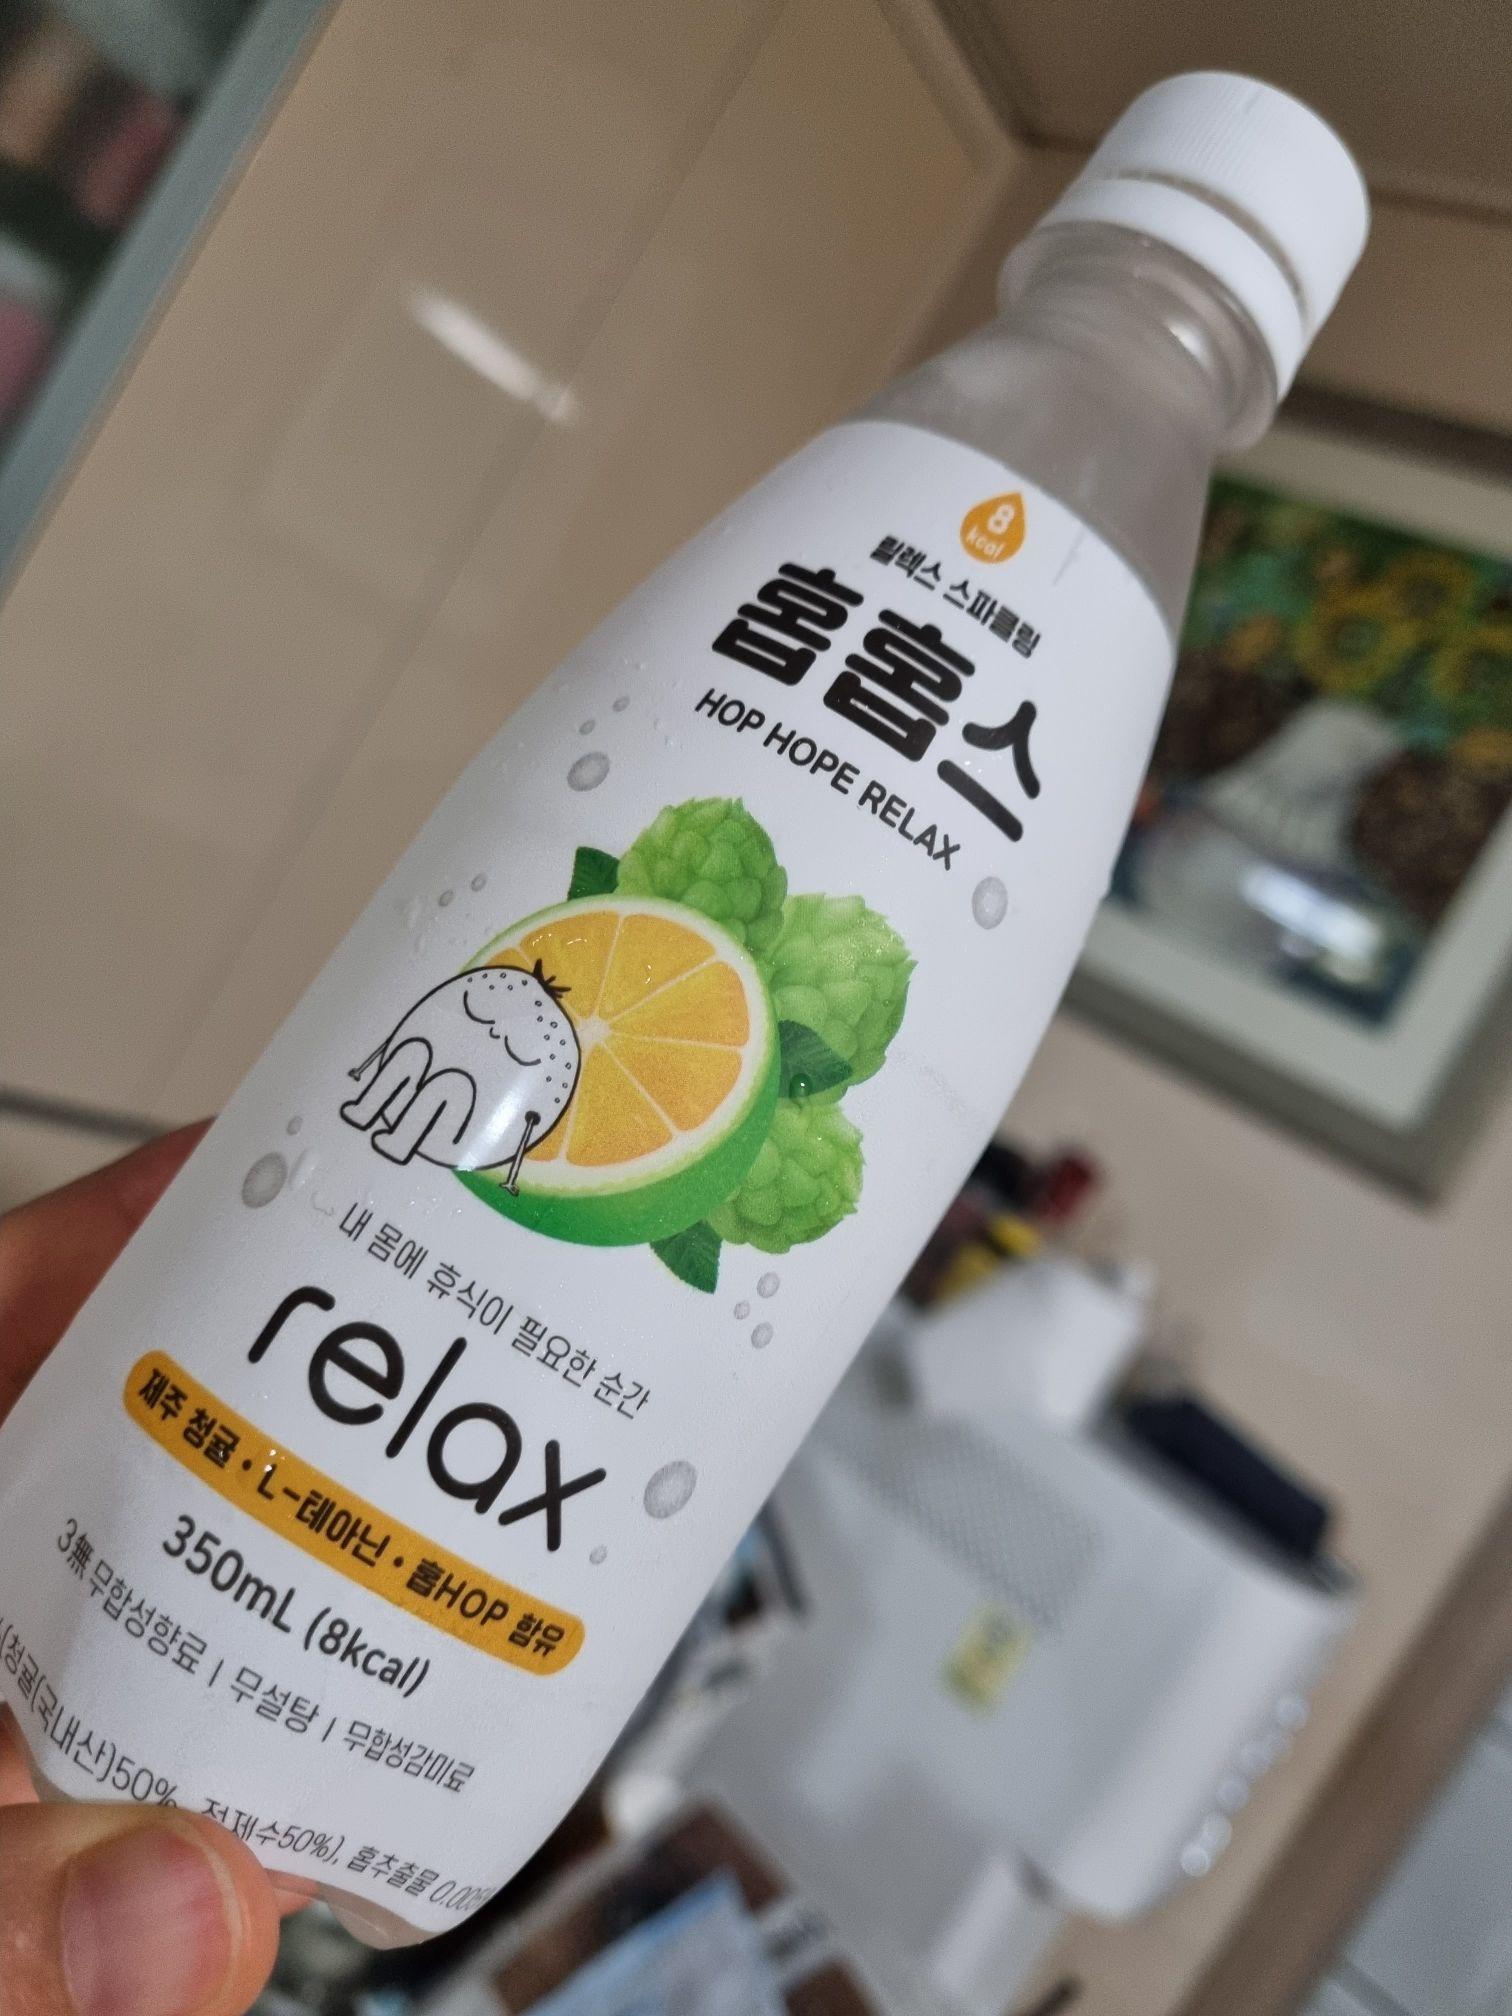 8
kcal
릴렉스 스파클링
홉홉스
HOP HOPE RELAX
내 몸에 휴식이 필요한 순간
relax
제주 청귤 · L-테아닌 · 홉HOP 함유
350mL (8kcal)
3無 무합성향료 | 무설탕 | 무합성감미료
(청귤(국내산)50%, 정제수50%), 홉추출물